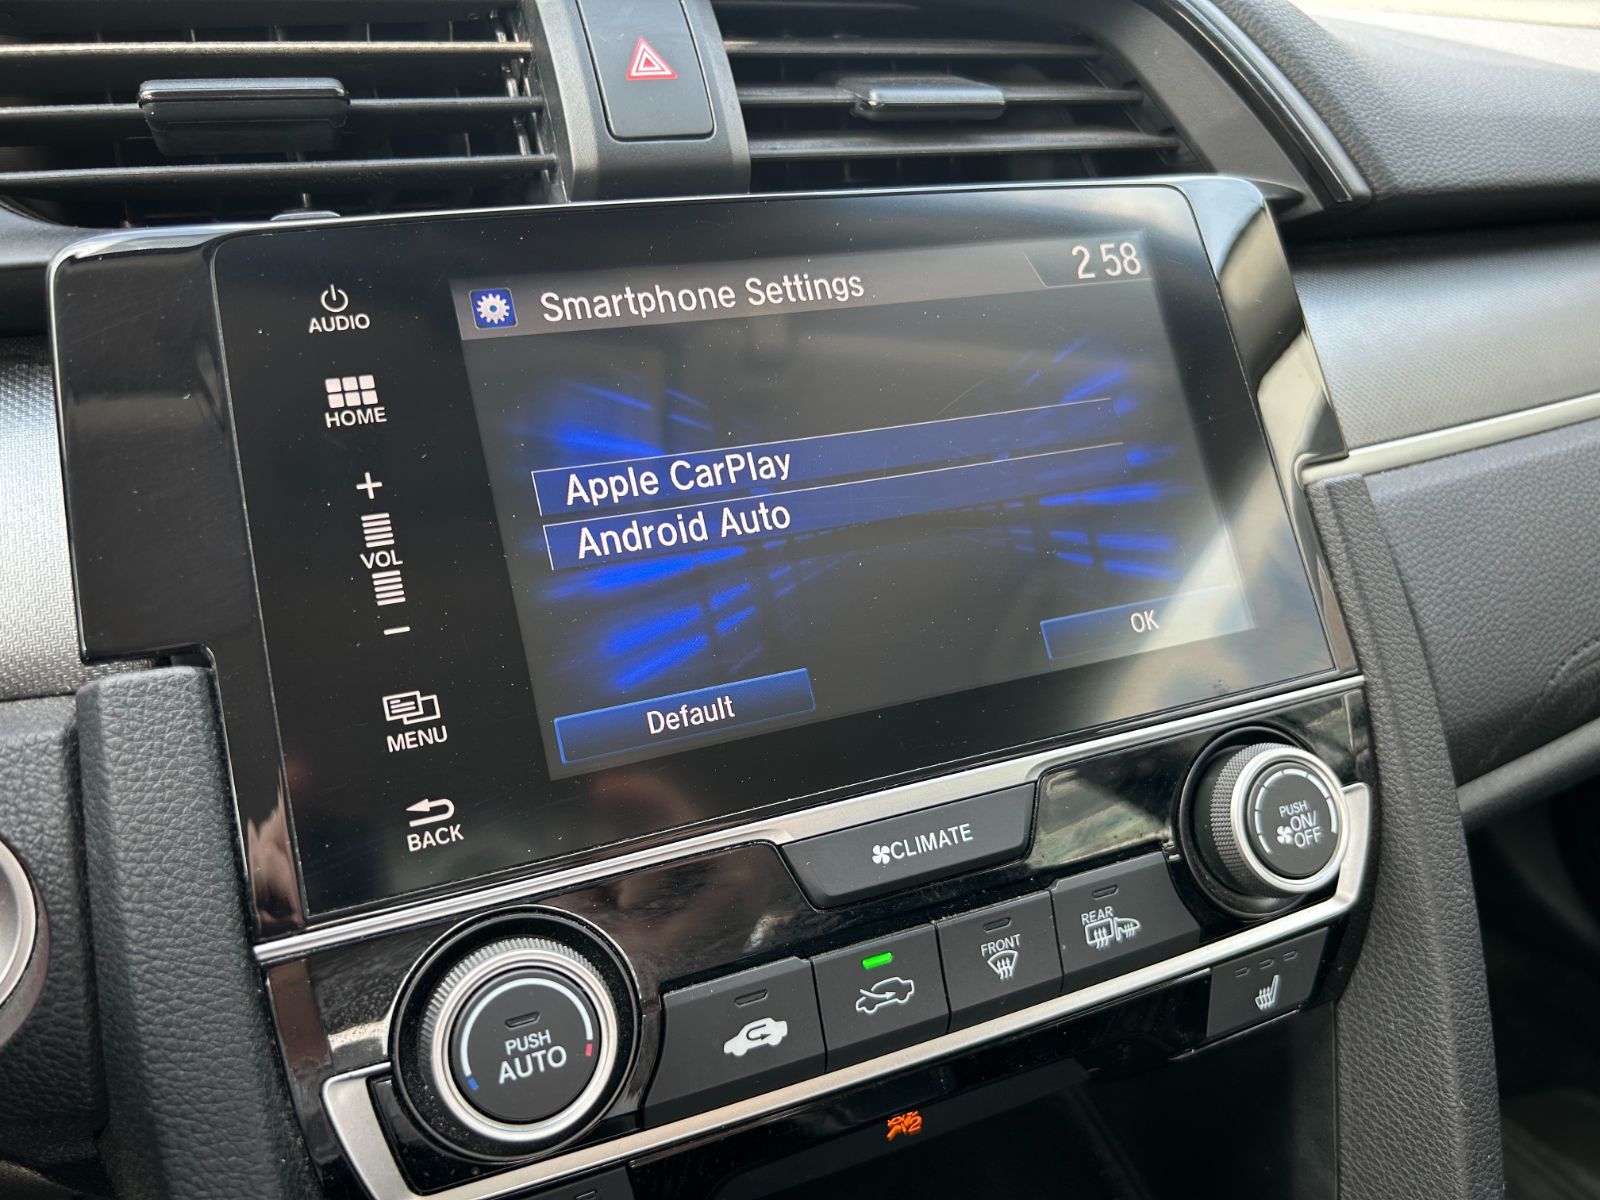 Smartphone Settings
2 58
AUDIO
HOME
+
VOL
−
MENU
BACK
Apple CarPlay
Android Auto
OK
Default
CLIMATE
PUSH
ON/
OFF
REAR
FRONT
PUSH
AUTO